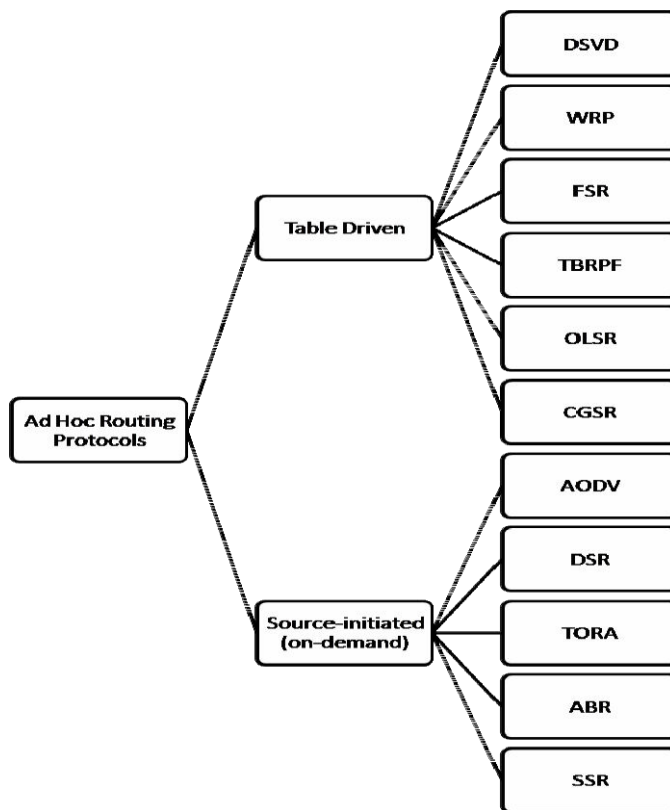 DSVD
WRP
FSR
Table Driven
TBRPF
OLSR
Ad Hoc Routing
Protocols
CGSR
AODV
DSR
Source-initiated
(on-demand)
TORA
ABR
SSR